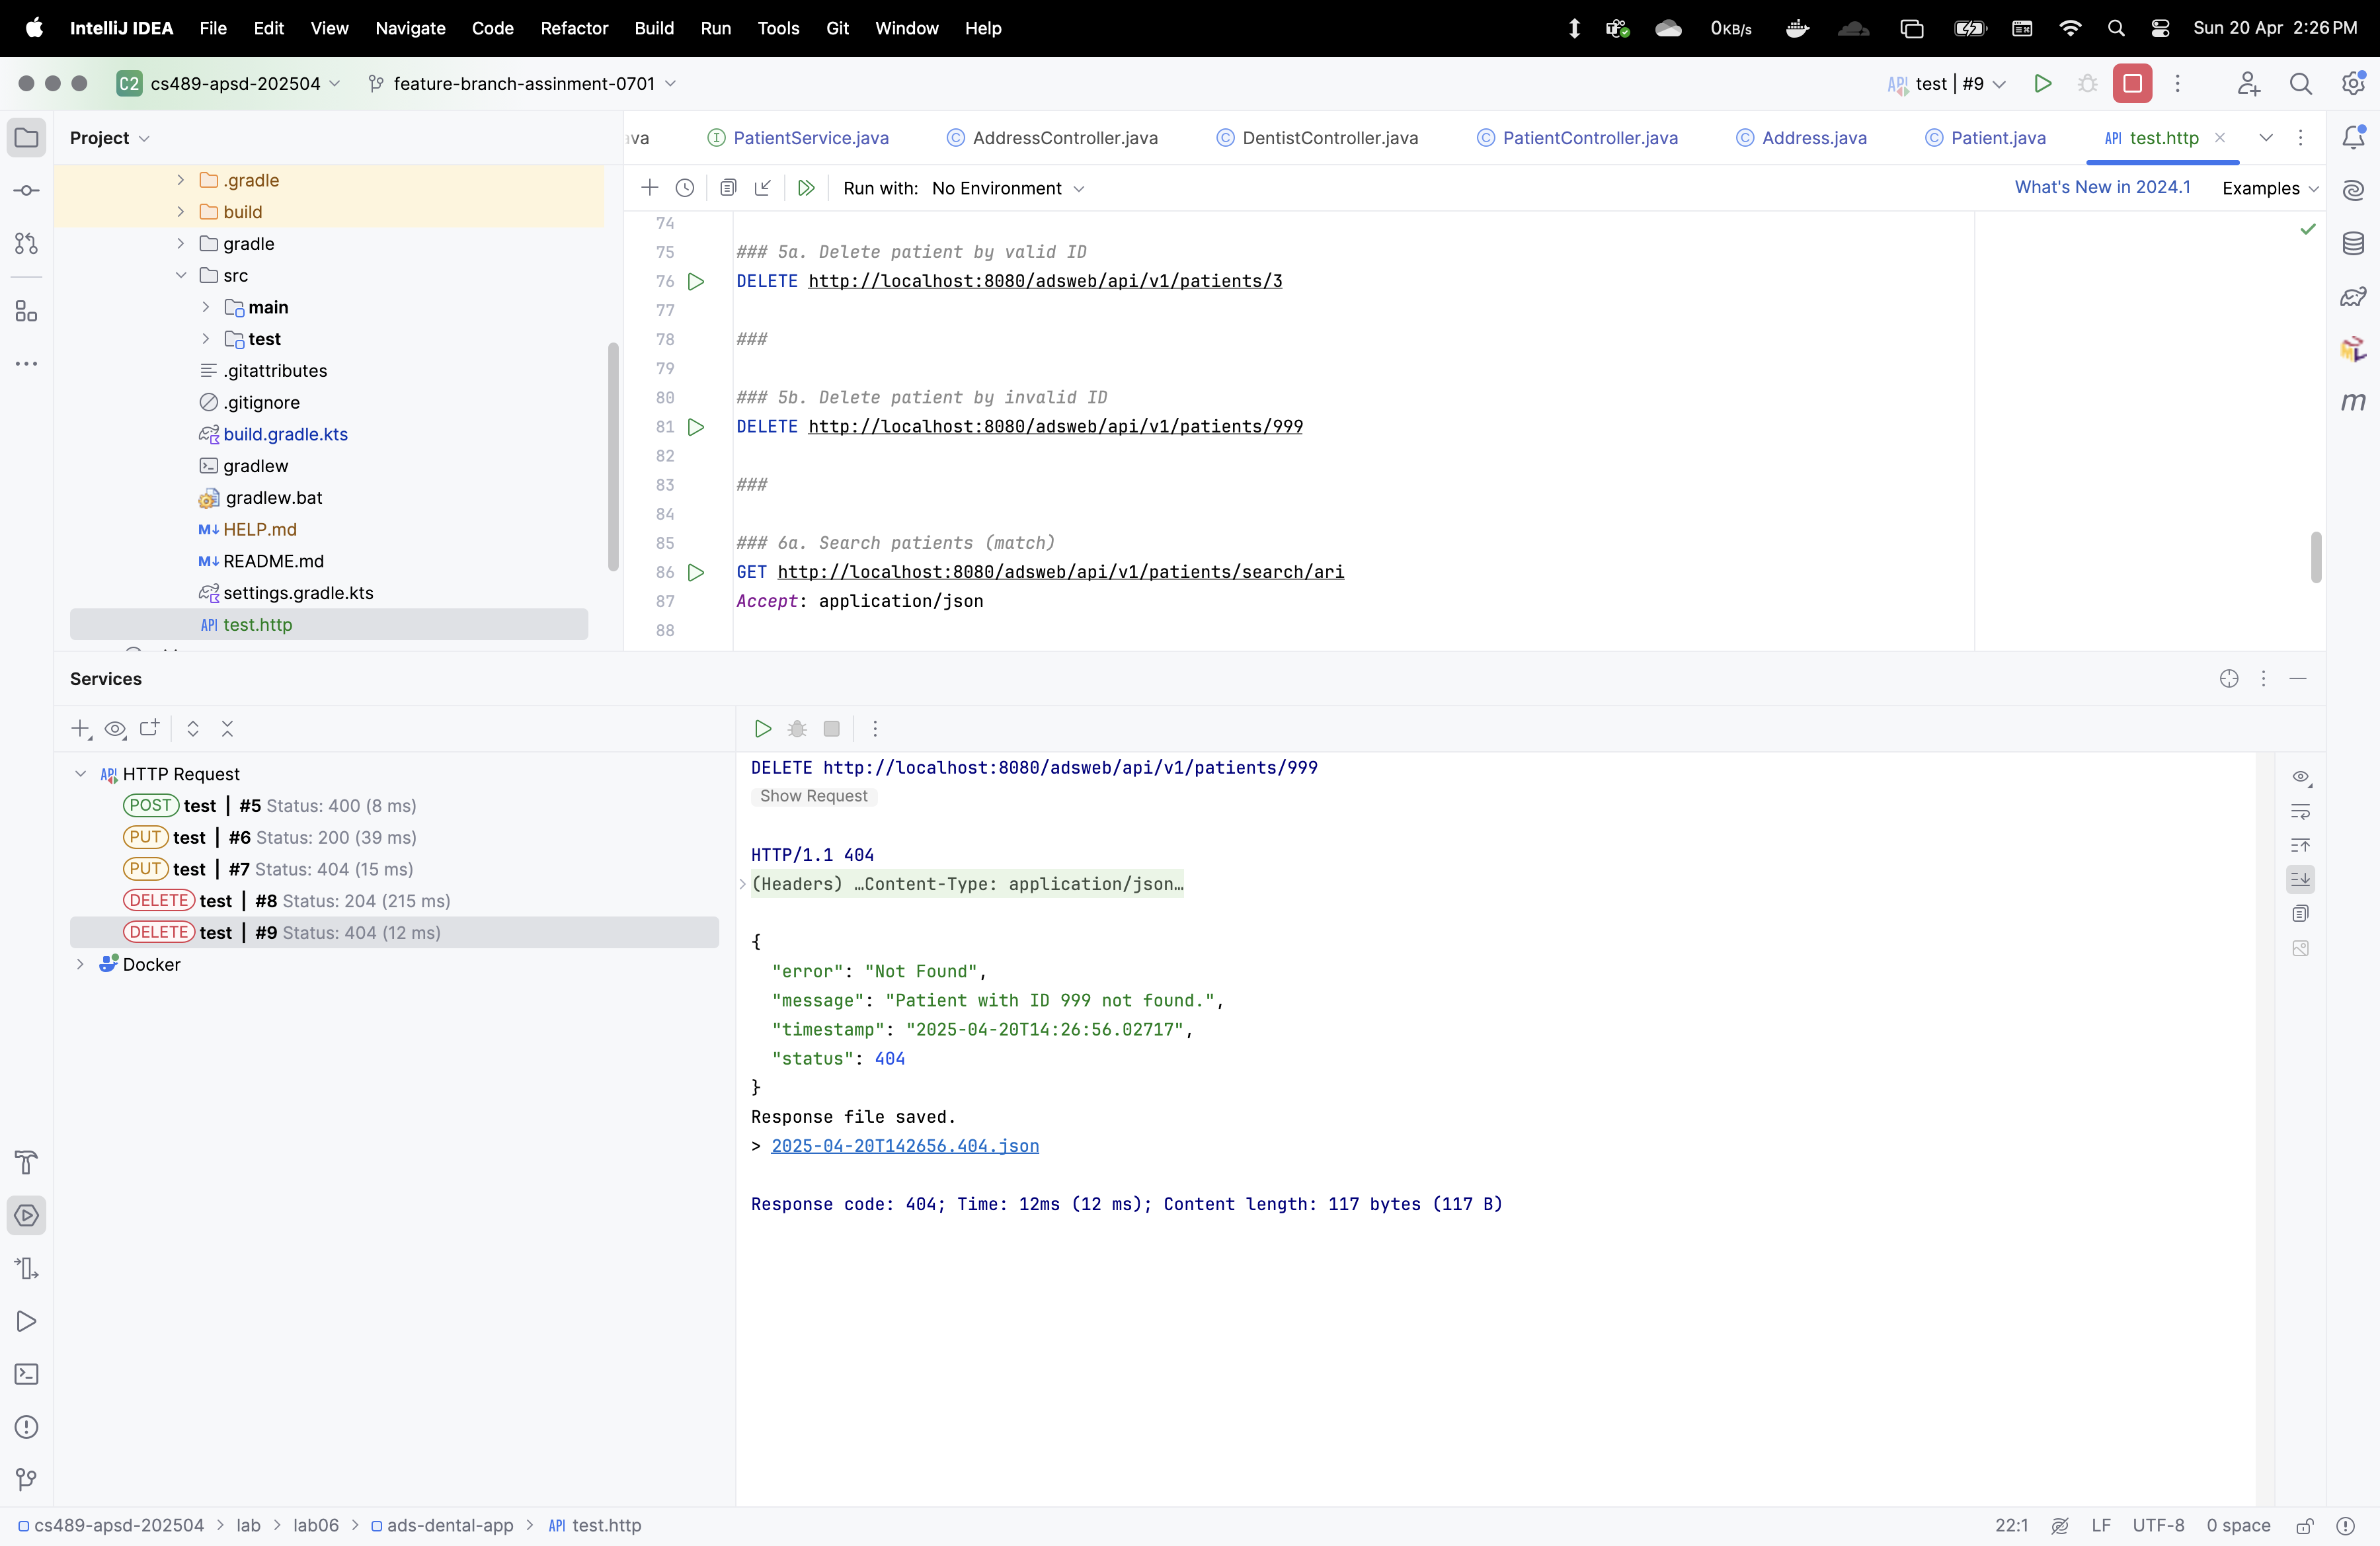 IntelliJ IDEA File Edit View Navigate Code Refactor Build Run Tools Git Window Help 0KB/s Sun 20 Apr 2:26 PM
C2 cs489-apsd-202504 feature-branch-assinment-0701 API test | #9
Project
ava PatientService.java AddressController.java DentistController.java PatientController.java Address.java Patient.java API test.http
Run with: No Environment What's New in 2024.1 Examples
.gradle
build
gradle
src
main
test
.gitattributes
.gitignore
build.gradle.kts
gradlew
gradlew.bat
M↓ HELP.md
M↓ README.md
settings.gradle.kts
API test.http
74
75 ### 5a. Delete patient by valid ID
76 DELETE http://localhost:8080/adsweb/api/v1/patients/3
77
78 ###
79
80 ### 5b. Delete patient by invalid ID
81 DELETE http://localhost:8080/adsweb/api/v1/patients/999
82
83 ###
84
85 ### 6a. Search patients (match)
86 GET http://localhost:8080/adsweb/api/v1/patients/search/ari
87 Accept: application/json
88
m
Services
API HTTP Request
POST test | #5 Status: 400 (8 ms)
PUT test | #6 Status: 200 (39 ms)
PUT test | #7 Status: 404 (15 ms)
DELETE test | #8 Status: 204 (215 ms)
DELETE test | #9 Status: 404 (12 ms)
Docker
DELETE http://localhost:8080/adsweb/api/v1/patients/999
Show Request
HTTP/1.1 404
(Headers) …Content-Type: application/json…
{
"error": "Not Found",
"message": "Patient with ID 999 not found.",
"timestamp": "2025-04-20T14:26:56.02717",
"status": 404
}
Response file saved.
> 2025-04-20T142656.404.json
Response code: 404; Time: 12ms (12 ms); Content length: 117 bytes (117 B)
cs489-apsd-202504 > lab > lab06 > ads-dental-app > API test.http 22:1 LF UTF-8 0 space